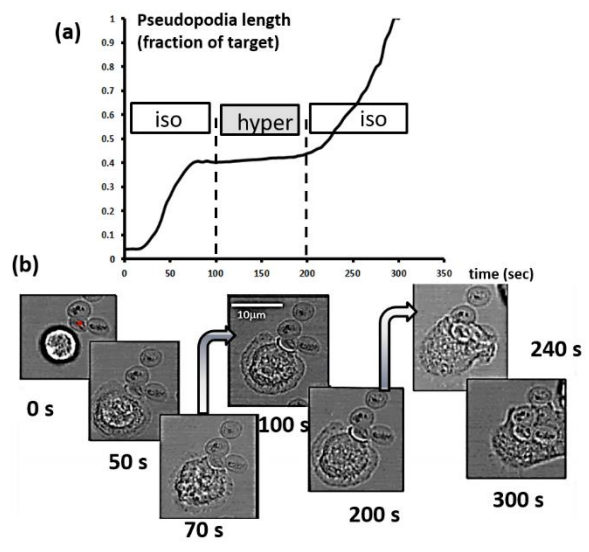 (a)
Pseudopodia length
(fraction of target)
1
0.9
0.8
0.7
0.6
0.5
0.4
0.3
0.2
0.1
0
iso
hyper
iso
0
50
100
150
200
250
300
350
time (sec)
(b)
10µm
0 s
50 s
70 s
100 s
200 s
240 s
300 s